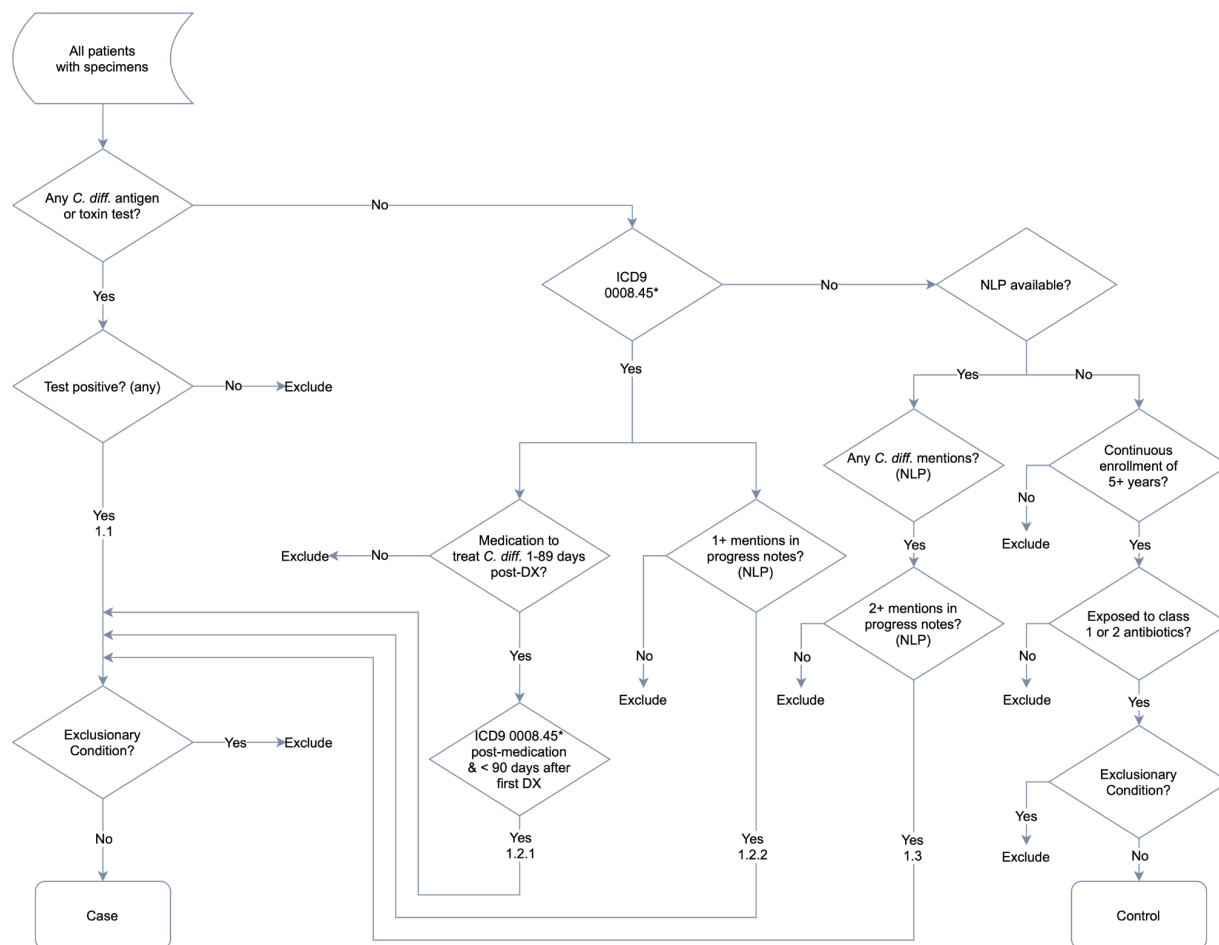 All patients
with specimens
Any C. diff. antigen
or toxin test?
No
Yes
ICD9
0008.45*
No
NLP available?
Yes
Test positive? (any)
No
Exclude
Yes
No
Any C. diff. mentions?
(NLP)
Continuous
enrollment of
5+ years?
No
Exclude
Yes
1.1
Medication to
treat C. diff. 1-89 days
post-DX?
No
Exclude
1+ mentions in
progress notes?
(NLP)
Yes
Yes
2+ mentions in
progress notes?
(NLP)
Exposed to class
1 or 2 antibiotics?
Yes
No
Exclude
No
Exclude
No
Exclude
Yes
Exclusionary
Condition?
Yes
Exclude
ICD9 0008.45*
post-medication
& < 90 days after
first DX
Exclusionary
Condition?
Yes
Exclude
No
Yes
1.2.1
Yes
1.2.2
Yes
1.3
No
Case
Control